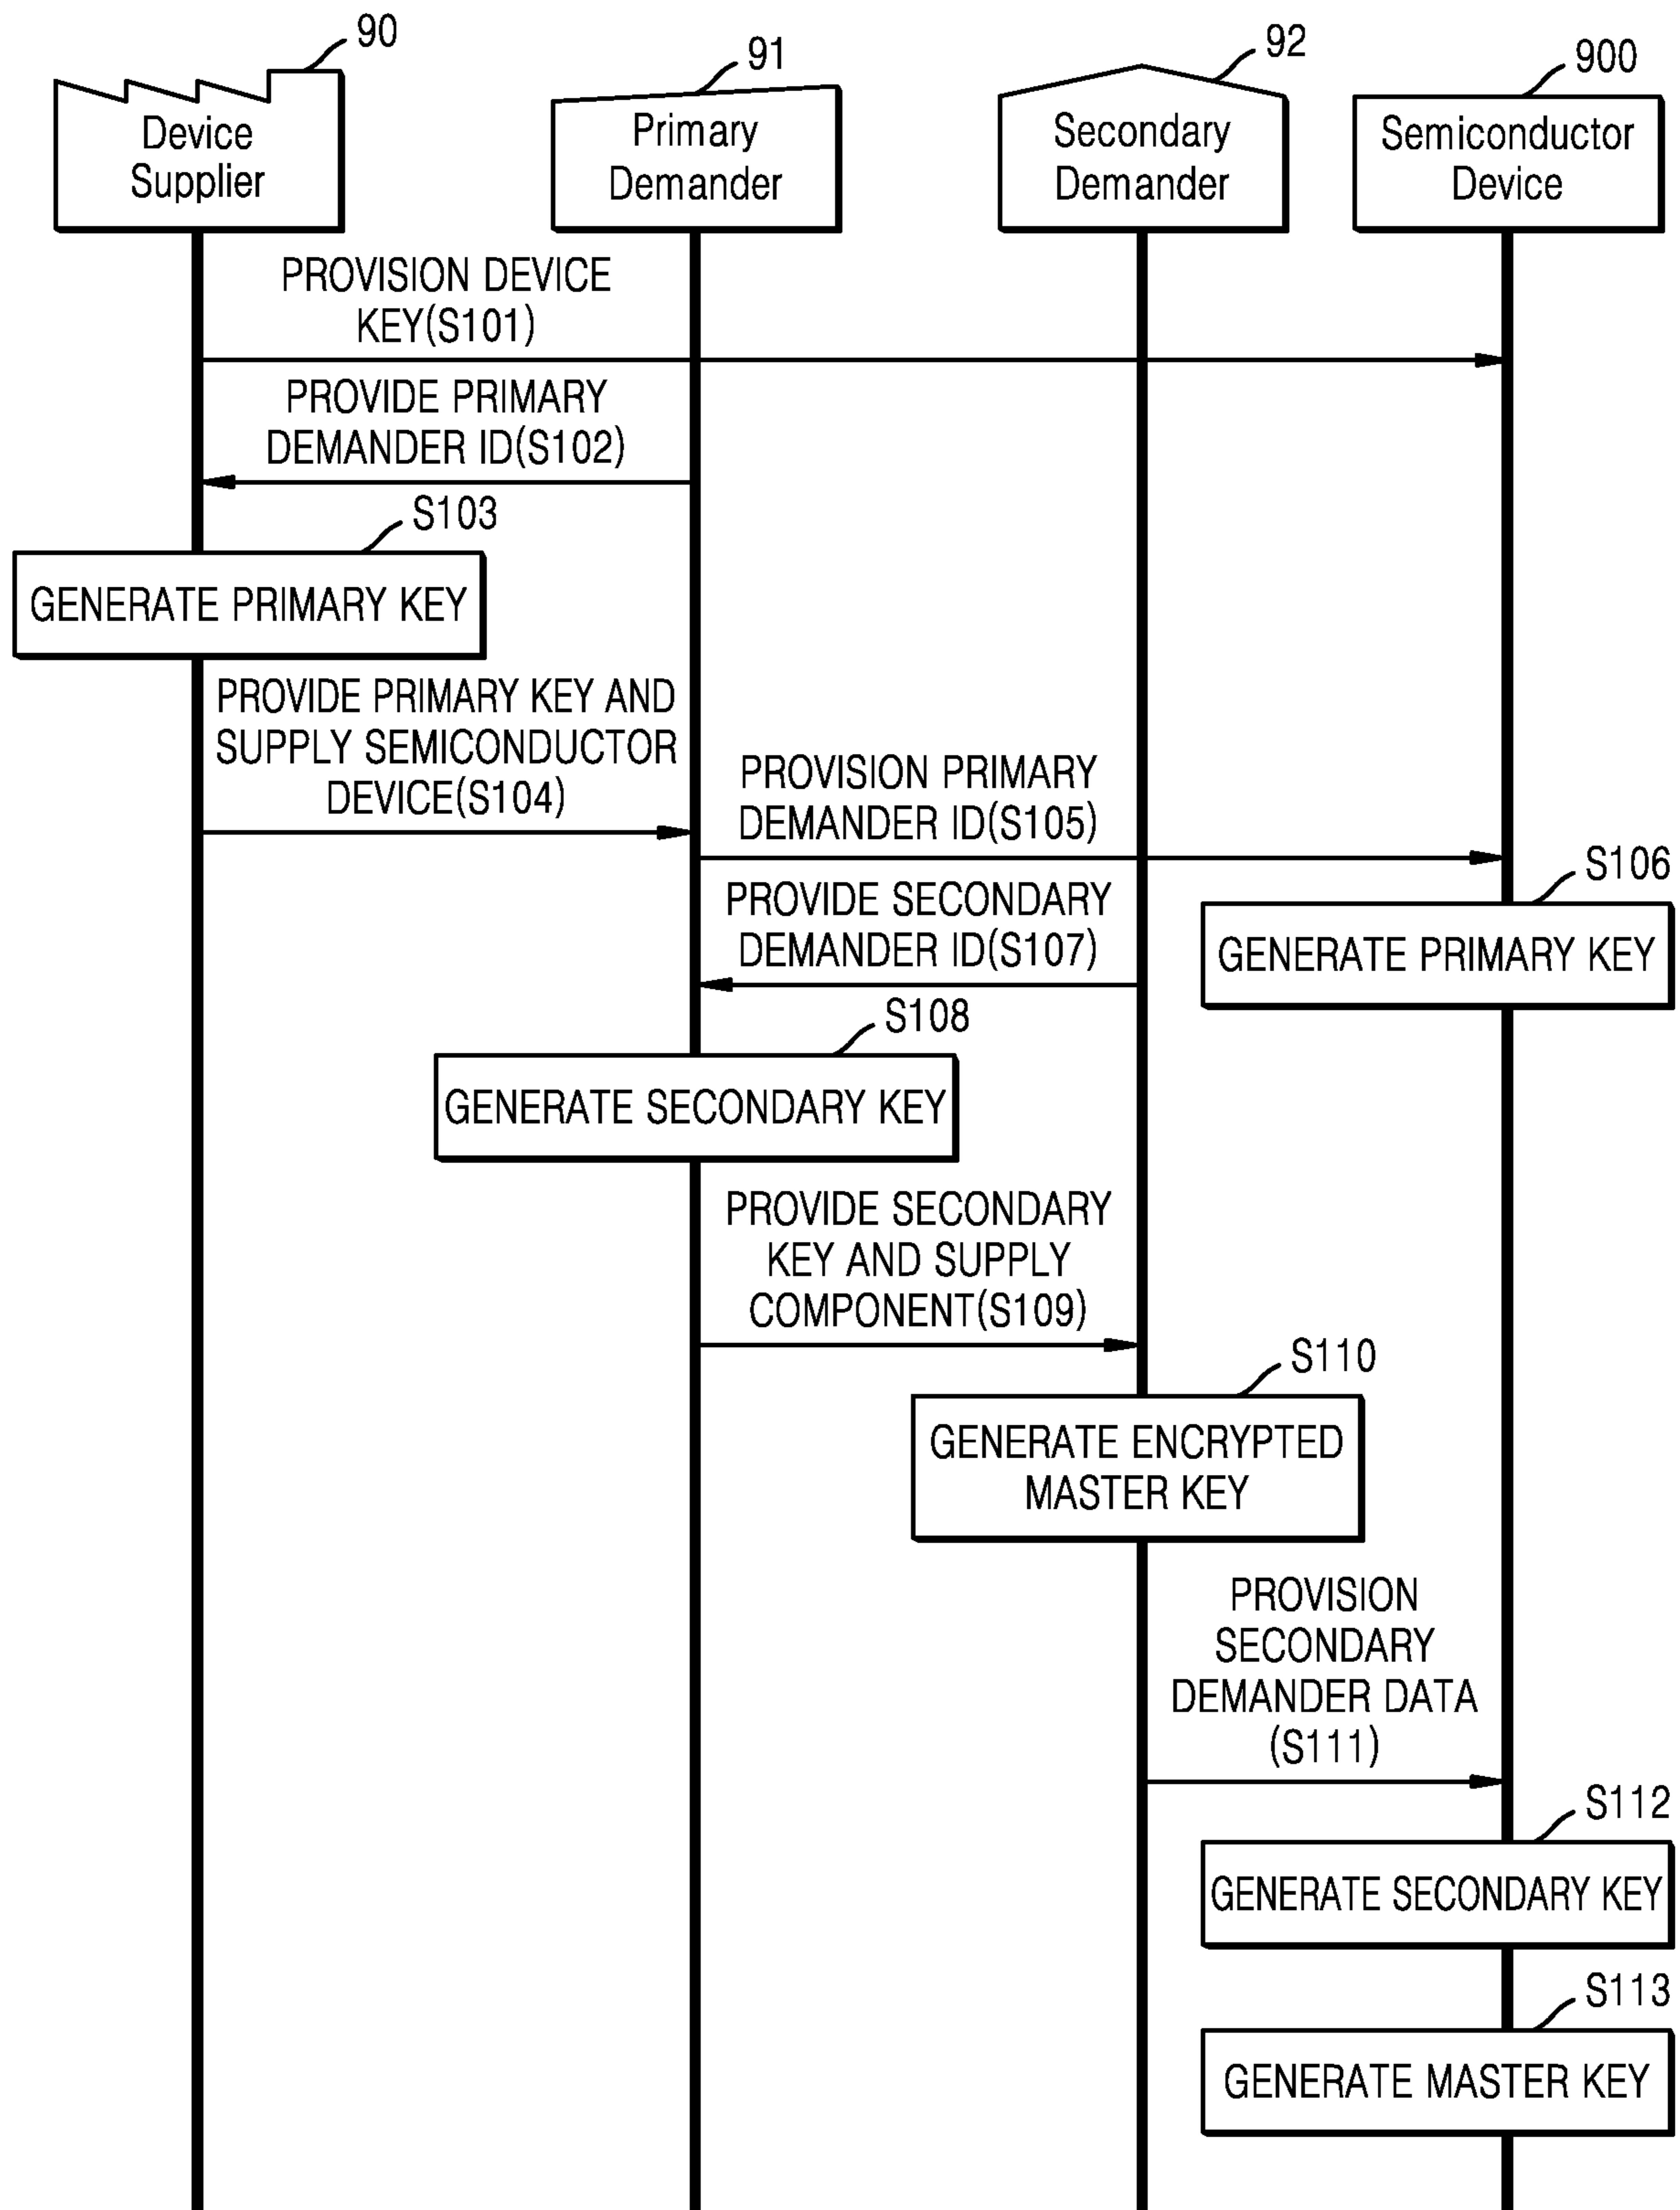 90
91
92
900
Device
Supplier
Primary
Demander
Secondary
Demander
Semiconductor
Device
PROVISION DEVICE
KEY(S101)
PROVIDE PRIMARY
DEMANDER ID(S102)
S103
GENERATE PRIMARY KEY
PROVIDE PRIMARY KEY AND
SUPPLY SEMICONDUCTOR
DEVICE(S104)
PROVISION PRIMARY
DEMANDER ID(S105)
S106
GENERATE PRIMARY KEY
PROVIDE SECONDARY
DEMANDER ID(S107)
S108
GENERATE SECONDARY KEY
PROVIDE SECONDARY
KEY AND SUPPLY
COMPONENT(S109)
S110
GENERATE ENCRYPTED
MASTER KEY
PROVISION
SECONDARY
DEMANDER DATA
(S111)
S112
GENERATE SECONDARY KEY
S113
GENERATE MASTER KEY